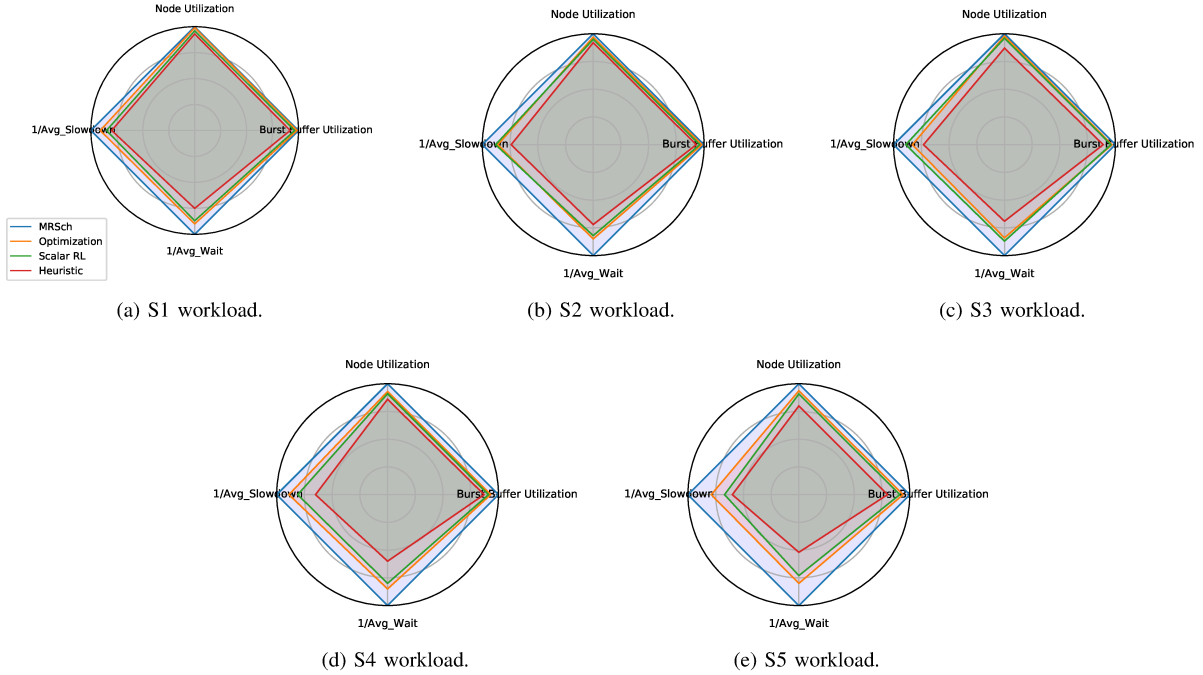 Node Utilization
1/Avg_Slowdown
Burst Buffer Utilization
1/Avg_Wait
MRSch
Optimization
Scalar RL
Heuristic
(a) S1 workload.
Node Utilization
1/Avg_Slowdown
Burst Buffer Utilization
1/Avg_Wait
(b) S2 workload.
Node Utilization
1/Avg_Slowdown
Burst Buffer Utilization
1/Avg_Wait
(c) S3 workload.
Node Utilization
1/Avg_Slowdown
Burst Buffer Utilization
1/Avg_Wait
(d) S4 workload.
Node Utilization
1/Avg_Slowdown
Burst Buffer Utilization
1/Avg_Wait
(e) S5 workload.